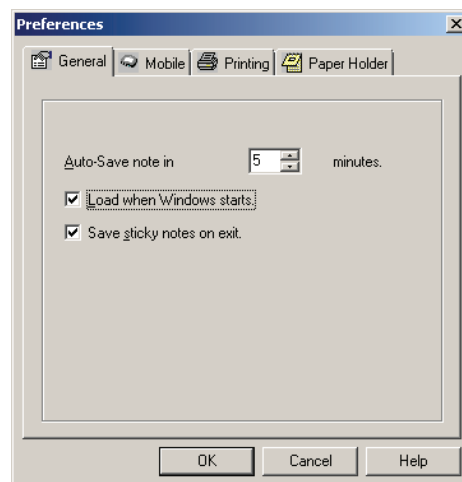 Preferences
General Mobile Printing Paper Holder
Auto-Save note in 5 minutes.
Load when Windows starts.
Save sticky notes on exit.
OK Cancel Help